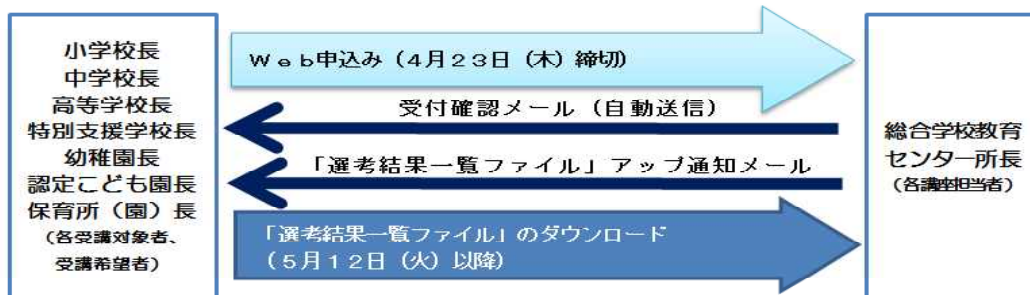 小学校長
中学校長
高等学校長
特別支援学校長
幼稚園長
認定こども園長
保育所（園）長
（各受講対象者、
受講希望者）
Ｗｅｂ申込み（４月２３日（木）締切）
受付確認メール（自動送信）
「選考結果一覧ファイル」アップ通知メール
「選考結果一覧ファイル」のダウンロード
（５月１２日（火）以降）
総合学校教育
センター所長
（各講座担当者）